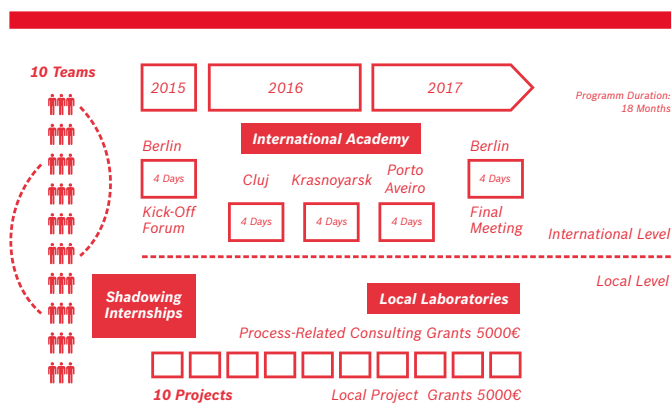 10 Teams
2015
2016
2017
Programm Duration:
18 Months
International Academy
Berlin
4 Days
Kick-Off
Forum
Cluj
4 Days
Krasnoyarsk
4 Days
Porto
Aveiro
4 Days
Berlin
4 Days
Final
Meeting
International Level
Local Level
Shadowing
Internships
Local Laboratories
Process-Related Consulting Grants 5000€
10 Projects
Local Project Grants 5000€